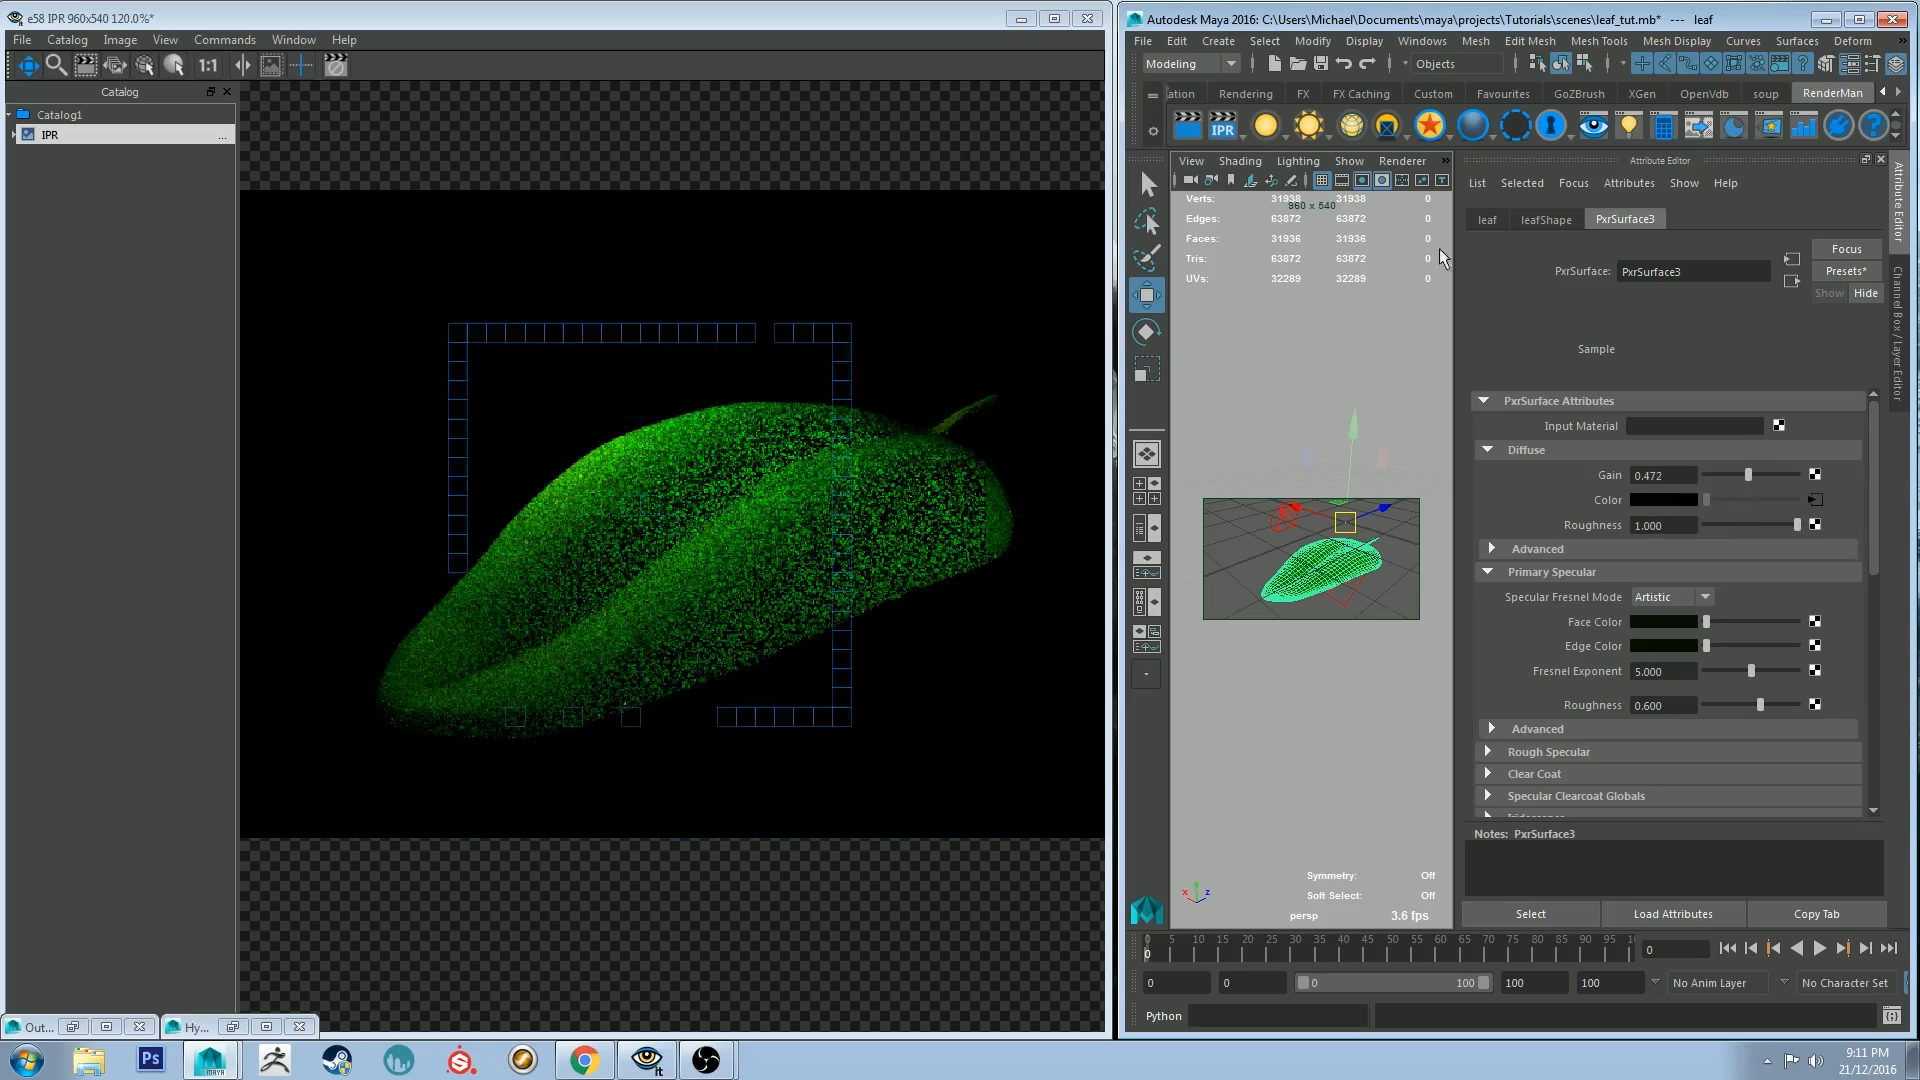 e58 IPR 960x540 120.0%*
File Catalog Image View Commands Window Help
1:1
Catalog
Catalog1
IPR ...
Out...
Hy...
Autodesk Maya 2016: C:\Users\Michael\Documents\maya\projects\Tutorials\scenes\leaf_tut.mb* --- leaf
File Edit Create Select Modify Display Windows Mesh Edit Mesh Mesh Tools Mesh Display Curves Surfaces Deform
Modeling Objects
ation Rendering FX FX Caching Custom Favourites GoZBrush XGen OpenVdb soup RenderMan
IPR
View Shading Lighting Show Renderer
Verts: 31938 31938 0
960 x 540
Edges: 63872 63872 0
Faces: 31936 31936 0
Tris: 63872 63872 0
UVs: 32289 32289 0
Symmetry: Off
Soft Select: Off
persp 3.6 fps
x z
Attribute Editor
List Selected Focus Attributes Show Help
leaf leafShape PxrSurface3
Focus
PxrSurface: PxrSurface3 Presets*
Show Hide
Sample
PxrSurface Attributes
Input Material
Diffuse
Gain 0.472
Color
Roughness 1.000
Advanced
Primary Specular
Specular Fresnel Mode Artistic
Face Color
Edge Color
Fresnel Exponent 5.000
Roughness 0.600
Advanced
Rough Specular
Clear Coat
Specular Clearcoat Globals
Iridescence
Notes: PxrSurface3
Select Load Attributes Copy Tab
Attribute Editor
Channel Box / Layer Editor
0 5 10 15 20 25 30 35 40 45 50 55 60 65 70 75 80 85 90 95
0 0
0 0 0 100 100 100 No Anim Layer No Character Set
Python
Ps
MAYA
it
9:11 PM
21/12/2016